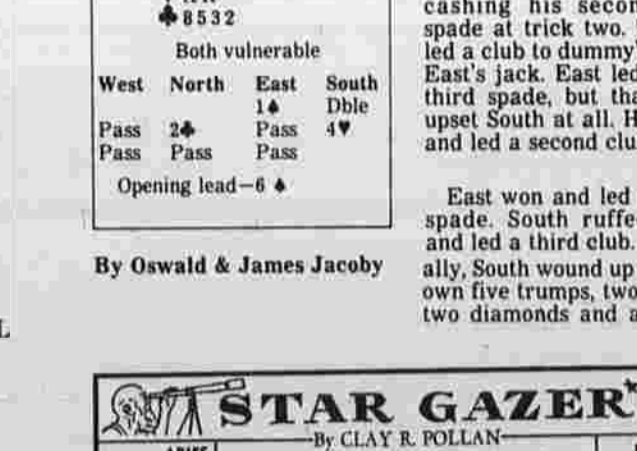 ♣8532
Both vulnerable
West North East South
1♠ Dble
Pass 2♣ Pass 4♥
Pass Pass Pass
Opening lead—6 ♠
By Oswald & James Jacoby
cashing his secon
spade at trick two.
led a club to dummy
East's jack. East led
third spade, but tha
upset South at all. H
and led a second clu
East won and led
spade. South ruffe
and led a third club.
ally, South wound up
own five trumps, two
two diamonds and a
L
STAR GAZER
By CLAY R. POLLAN